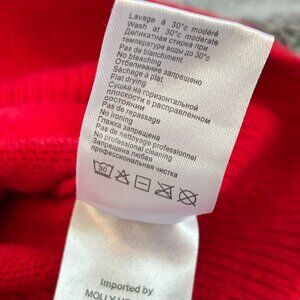 Lavage à 30°c modéré
Wash at 30°c moderate
Деликатная стирка при
температуре воды до 30°c
Pas de blanchiment
No bleaching
Отбеливание запрещено
Séchage à plat
Flat drying
Сушка на горизонтальной
плоскости в расправленном
состоянии
Pas de repassage
No ironing
Глажка запрещена
Pas de nettoyage professionnel
No professional cleaning
Запрещена любая
профессиональная чистка
30
Imported by
MOLLY